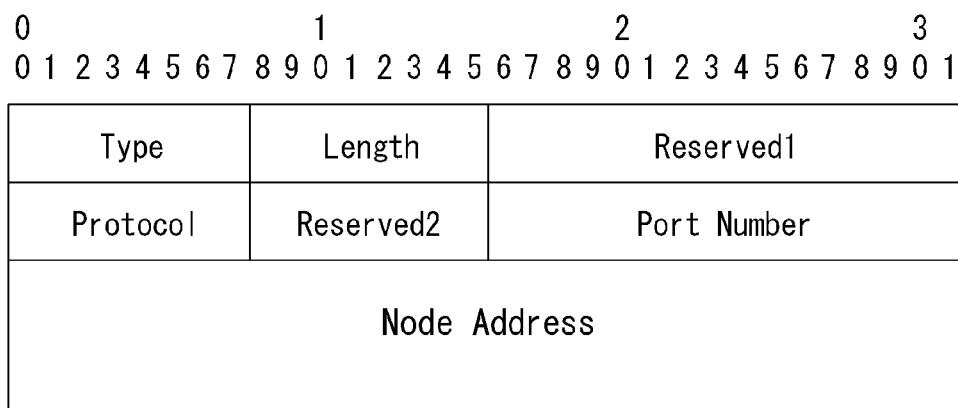 0 1 2 3
0 1 2 3 4 5 6 7 8 9 0 1 2 3 4 5 6 7 8 9 0 1 2 3 4 5 6 7 8 9 0 1
Type Length Reserved1
Protocol Reserved2 Port Number
Node Address